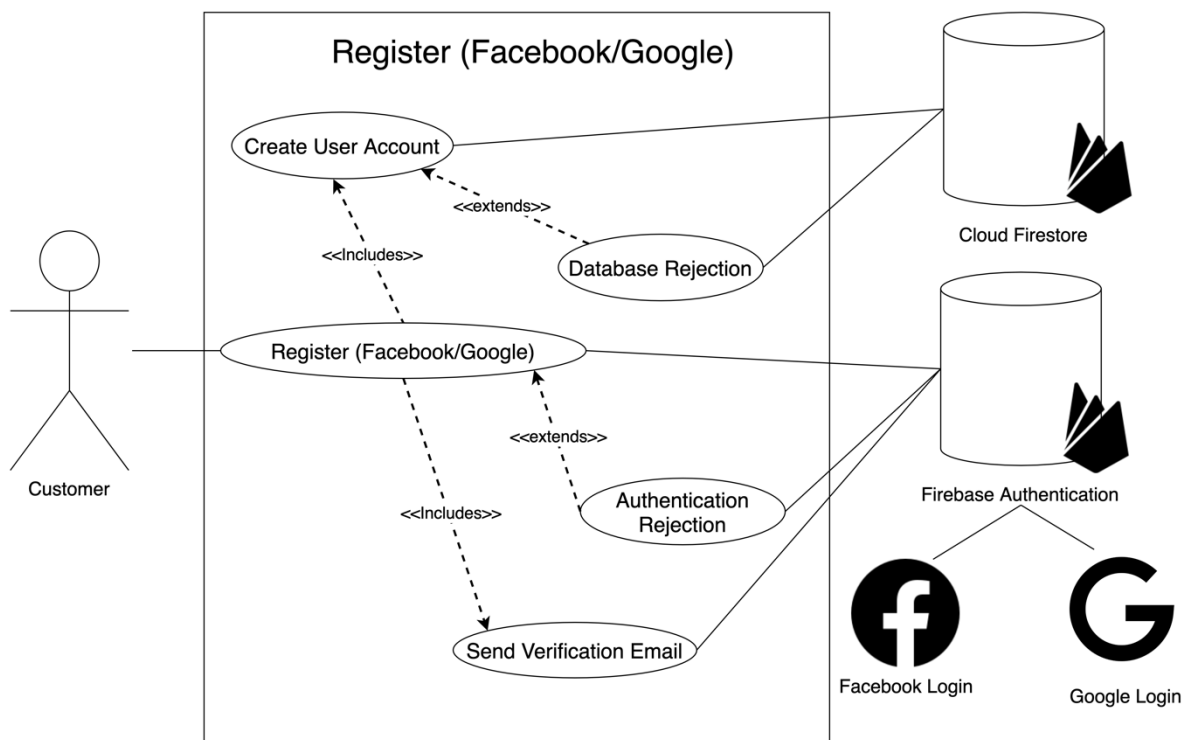 Register (Facebook/Google)
Create User Account
<<extends>>
Cloud Firestore
<<Includes>>
Database Rejection
Register (Facebook/Google)
<<extends>>
Customer
Firebase Authentication
<<Includes>>
Authentication
Rejection
Send Verification Email
Facebook Login
Google Login